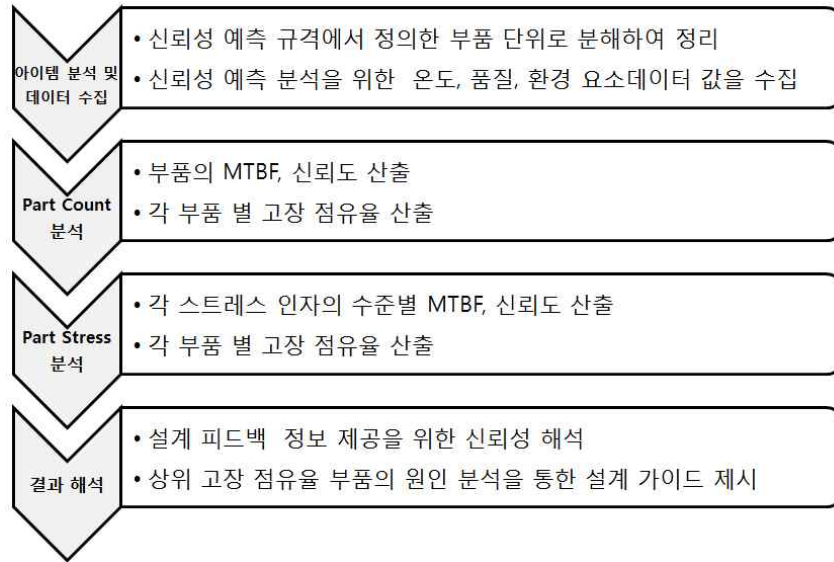 아이템 분석 및
데이터 수집
• 신뢰성 예측 규격에서 정의한 부품 단위로 분해하여 정리
• 신뢰성 예측 분석을 위한 온도, 품질, 환경 요소데이터 값을 수집
Part Count
분석
• 부품의 MTBF, 신뢰도 산출
• 각 부품 별 고장 점유율 산출
Part Stress
분석
• 각 스트레스 인자의 수준별 MTBF, 신뢰도 산출
• 각 부품 별 고장 점유율 산출
결과 해석
• 설계 피드백 정보 제공을 위한 신뢰성 해석
• 상위 고장 점유율 부품의 원인 분석을 통한 설계 가이드 제시